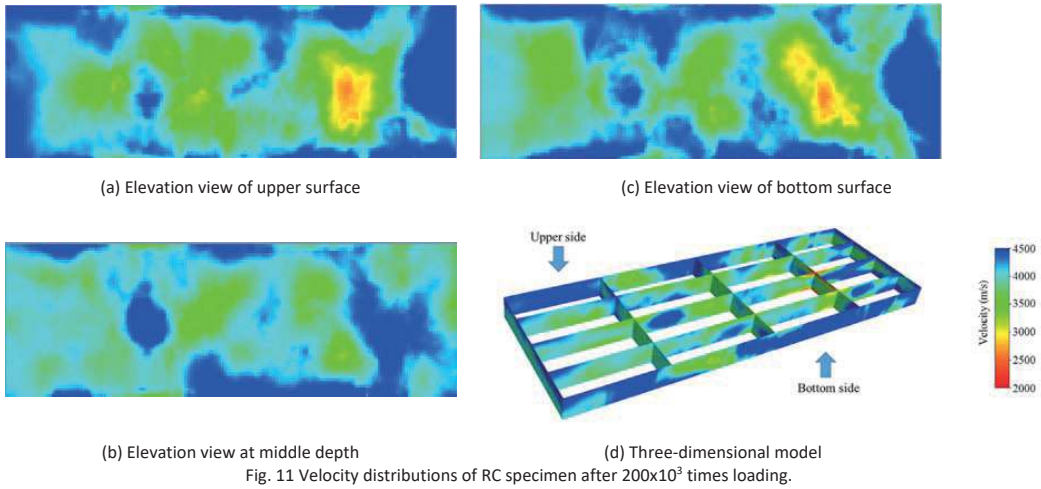 (a) Elevation view of upper surface
(c) Elevation view of bottom surface
Upper side
Bottom side
Velocity (m/s)
4500
4000
3500
3000
2500
2000
(b) Elevation view at middle depth
(d) Three-dimensional model
Fig. 11 Velocity distributions of RC specimen after 200x10³ times loading.